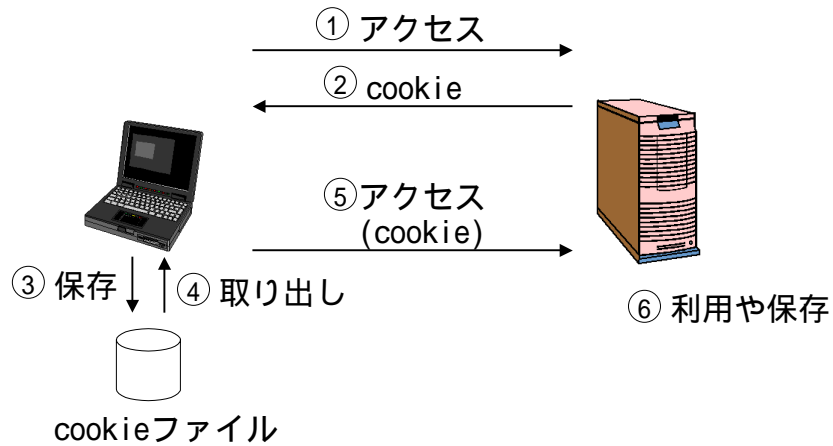 ① アクセス
② cookie
⑤アクセス
(cookie)
③ 保存
④ 取り出し
⑥ 利用や保存
cookieファイル